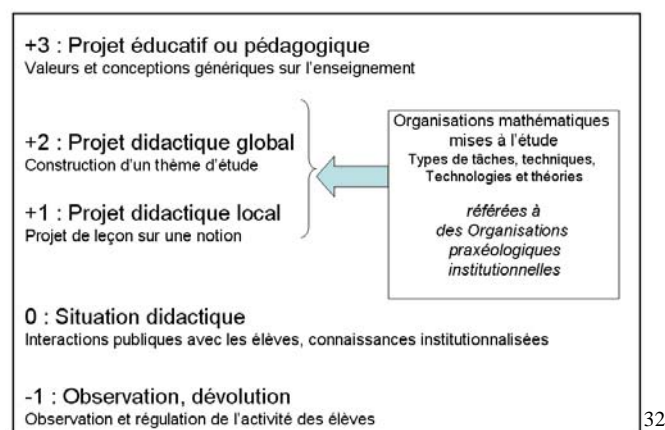 +3 : Projet éducatif ou pédagogique
Valeurs et conceptions génériques sur l'enseignement
+2 : Projet didactique global
Construction d'un thème d'étude
+1 : Projet didactique local
Projet de leçon sur une notion
Organisations mathématiques
mises à l'étude
Types de tâches, techniques,
Technologies et théories
référées à
des Organisations
praxéologiques
institutionnelles
0 : Situation didactique
Interactions publiques avec les élèves, connaissances institutionnalisées
-1 : Observation, dévolution
Observation et régulation de l'activité des élèves
32